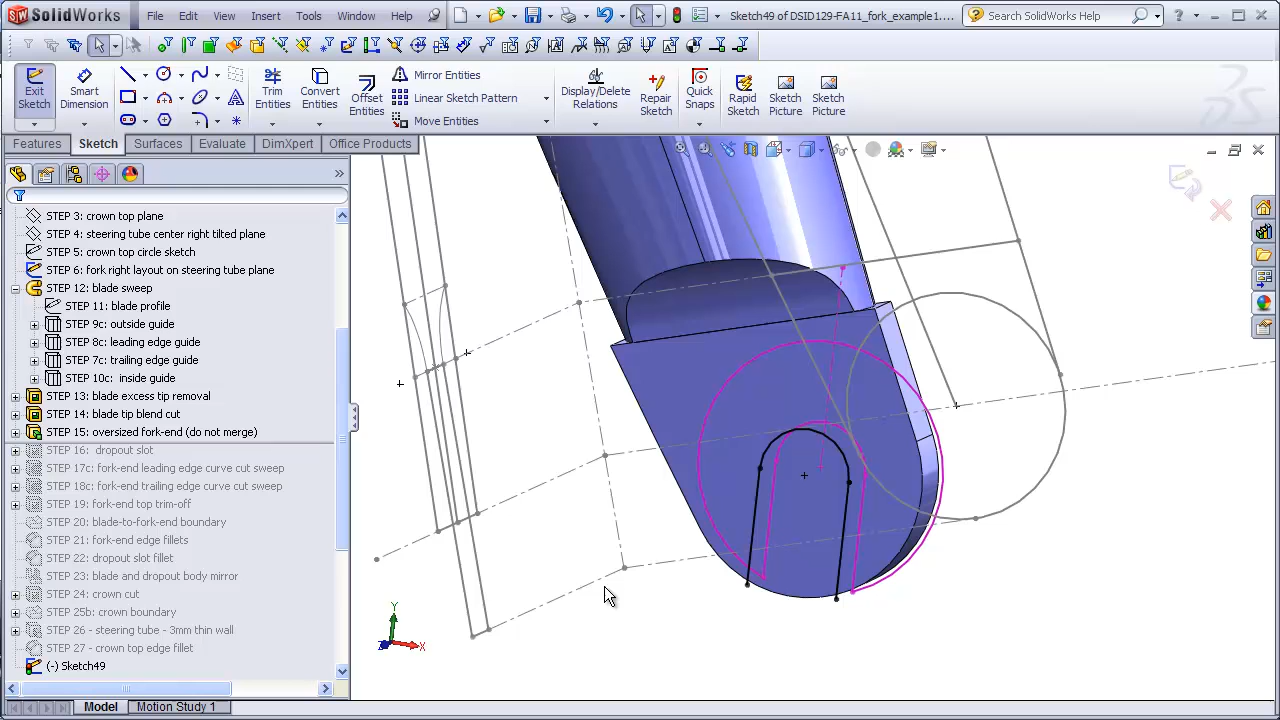 SolidWorks File Edit View Insert Tools Window Help Sketch49 of DSID129-FA11_fork_example1.... Search SolidWorks Help
Exit Sketch
Smart Dimension
Trim Entities
Convert Entities
Offset Entities
Mirror Entities
Linear Sketch Pattern
Move Entities
Display/Delete Relations
Repair Sketch
Quick Snaps
Rapid Sketch
Sketch Picture
Sketch Picture
Features Sketch Surfaces Evaluate DimXpert Office Products
STEP 3: crown top plane
STEP 4: steering tube center right tilted plane
STEP 5: crown top circle sketch
STEP 6: fork right layout on steering tube plane
STEP 12: blade sweep
STEP 11: blade profile
STEP 9c: outside guide
STEP 8c: leading edge guide
STEP 7c: trailing edge guide
STEP 10c: inside guide
STEP 13: blade excess tip removal
STEP 14: blade tip blend cut
STEP 15: oversized fork-end (do not merge)
STEP 16: dropout slot
STEP 17c: fork-end leading edge curve cut sweep
STEP 18c: fork-end trailing edge curve cut sweep
STEP 19: fork-end top trim-off
STEP 20: blade-to-fork-end boundary
STEP 21: fork-end edge fillets
STEP 22: dropout slot fillet
STEP 23: blade and dropout body mirror
STEP 24: crown cut
STEP 25b: crown boundary
STEP 26 - steering tube - 3mm thin wall
STEP 27 - crown top edge fillet
(-) Sketch49
Y
X
Model Motion Study 1